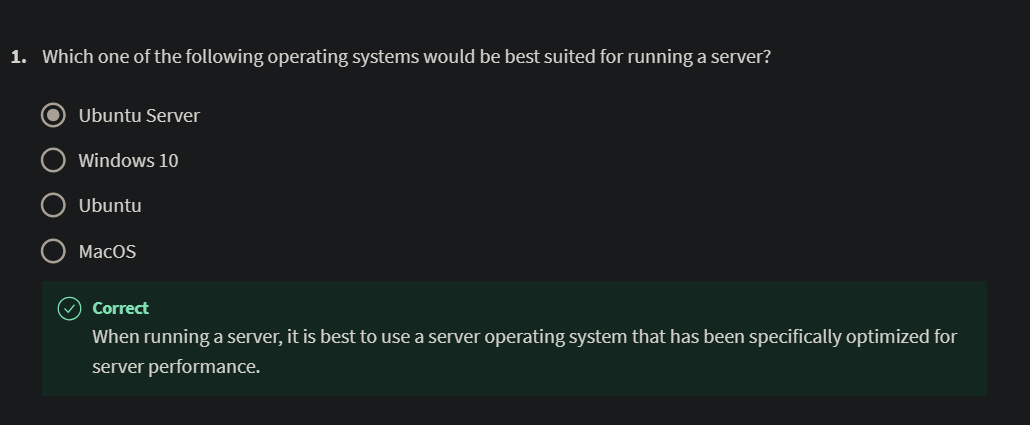 1. Which one of the following operating systems would be best suited for running a server?
Ubuntu Server
Windows 10
Ubuntu
MacOS
Correct
When running a server, it is best to use a server operating system that has been specifically optimized for
server performance.